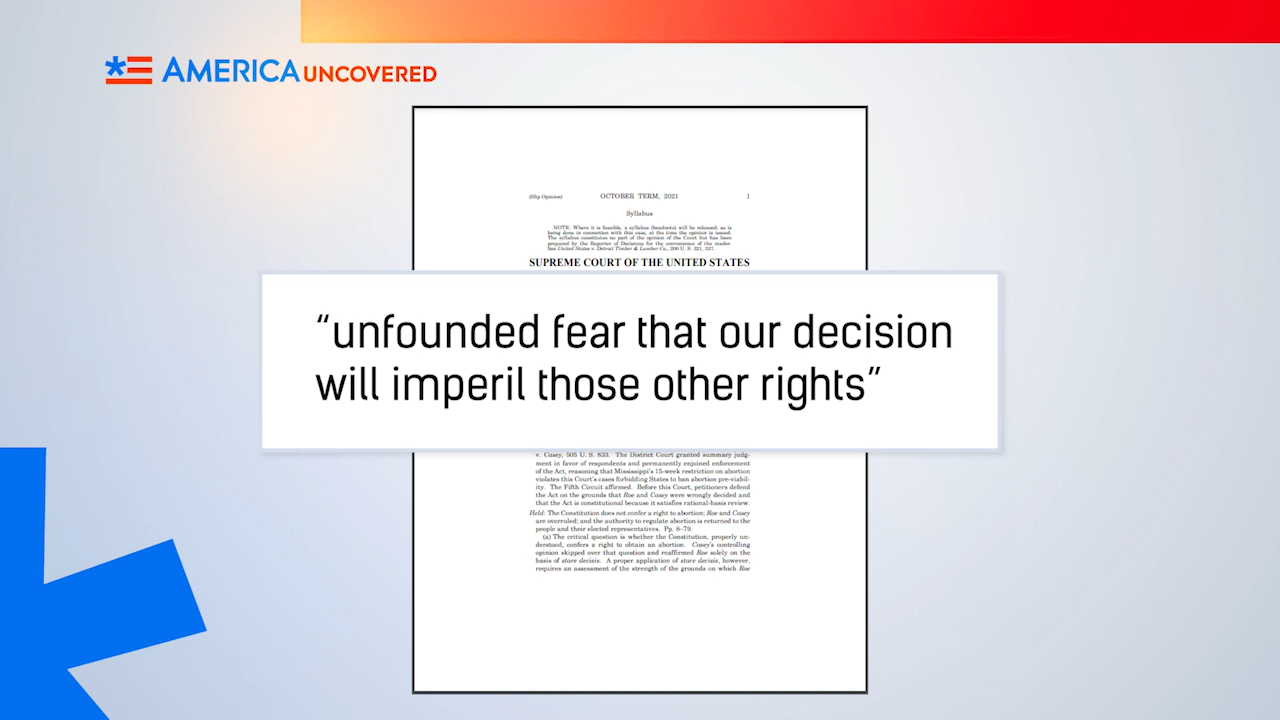 AMERICA UNCOVERED
(Slip Opinion) OCTOBER TERM, 2021 1
Syllabus
NOTE: Where it is feasible, a syllabus (headnote) will be released, as is
being done in connection with this case, at the time the opinion is issued.
The syllabus constitutes no part of the opinion of the Court but has been
prepared by the Reporter of Decisions for the convenience of the reader.
See United States v. Detroit Timber & Lumber Co., 200 U. S. 321, 337.
SUPREME COURT OF THE UNITED STATES
“unfounded fear that our decision
will imperil those other rights”
v. Casey, 505 U. S. 833. The District Court granted summary judg-
ment in favor of respondents and permanently enjoined enforcement
of the Act, reasoning that Mississippi's 15-week restriction on abortion
violates this Court's cases forbidding States to ban abortion pre-viabil-
ity. The Fifth Circuit affirmed. Before this Court, petitioners defend
the Act on the grounds that Roe and Casey were wrongly decided and
that the Act is constitutional because it satisfies rational-basis review.
Held: The Constitution does not confer a right to abortion; Roe and Casey
are overruled; and the authority to regulate abortion is returned to the
people and their elected representatives. Pp. 8–79.
(a) The critical question is whether the Constitution, properly un-
derstood, confers a right to obtain an abortion. Casey's controlling
opinion skipped over that question and reaffirmed Roe solely on the
basis of stare decisis. A proper application of stare decisis, however,
requires an assessment of the strength of the grounds on which Roe